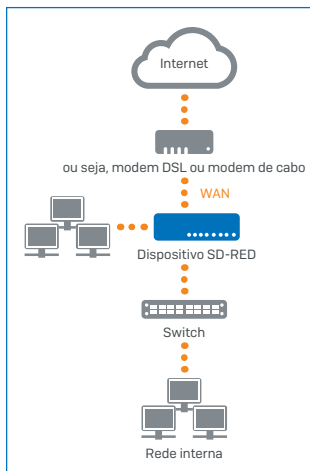 Internet
ou seja, modem DSL ou modem de cabo
WAN
Dispositivo SD-RED
Switch
Rede interna